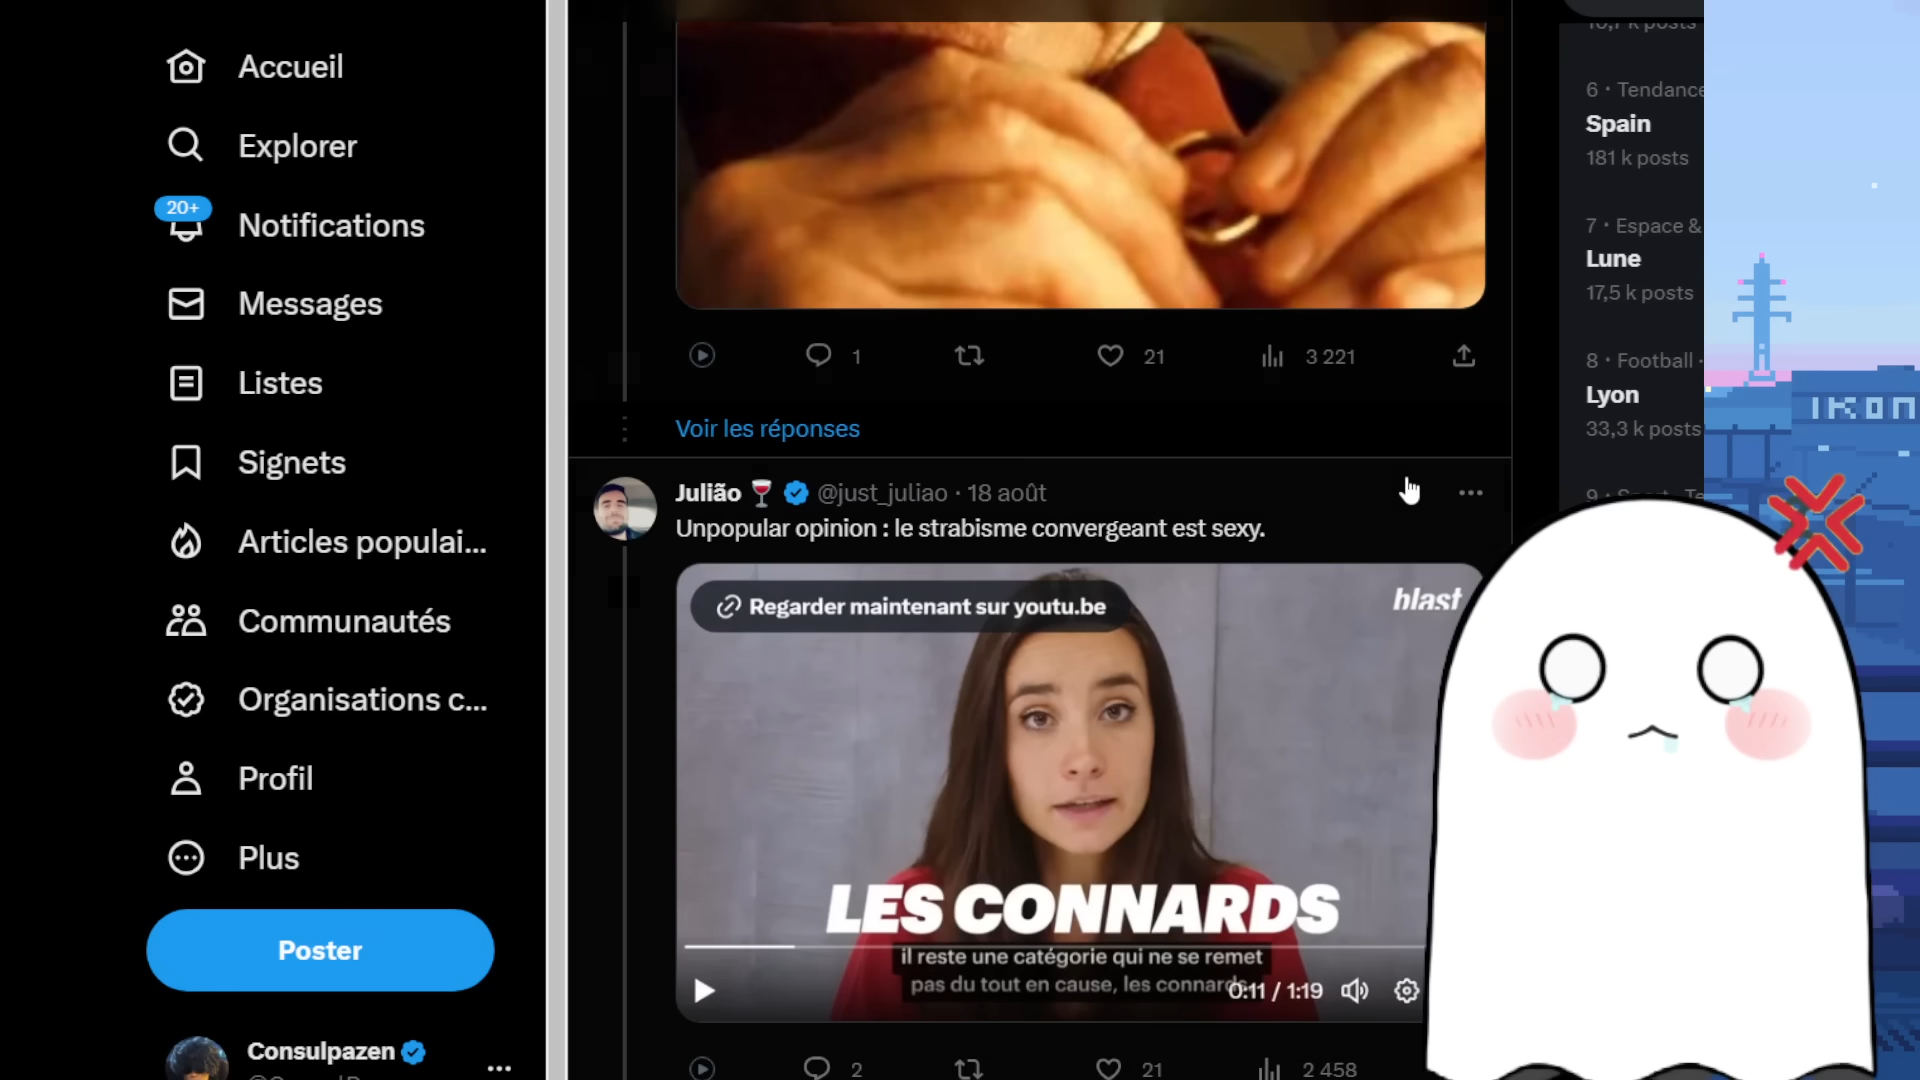 Accueil
Explorer
20+
Notifications
Messages
Listes
Signets
Articles populai...
Communautés
Organisations c...
Profil
Plus
Poster
Consulpazen
1
21
3 221
Voir les réponses
Julião 🍷 @just_juliao · 18 août
Unpopular opinion : le strabisme convergeant est sexy.
Regarder maintenant sur youtu.be
blast
LES CONNARDS
il reste une catégorie qui ne se remet
pas du tout en cause, les connards
0:11 / 1:19
2
21
2 458
6 · Tendance
Spain
181 k posts
7 · Espace &
Lune
17,5 k posts
8 · Football ·
Lyon
33,3 k posts
IKON